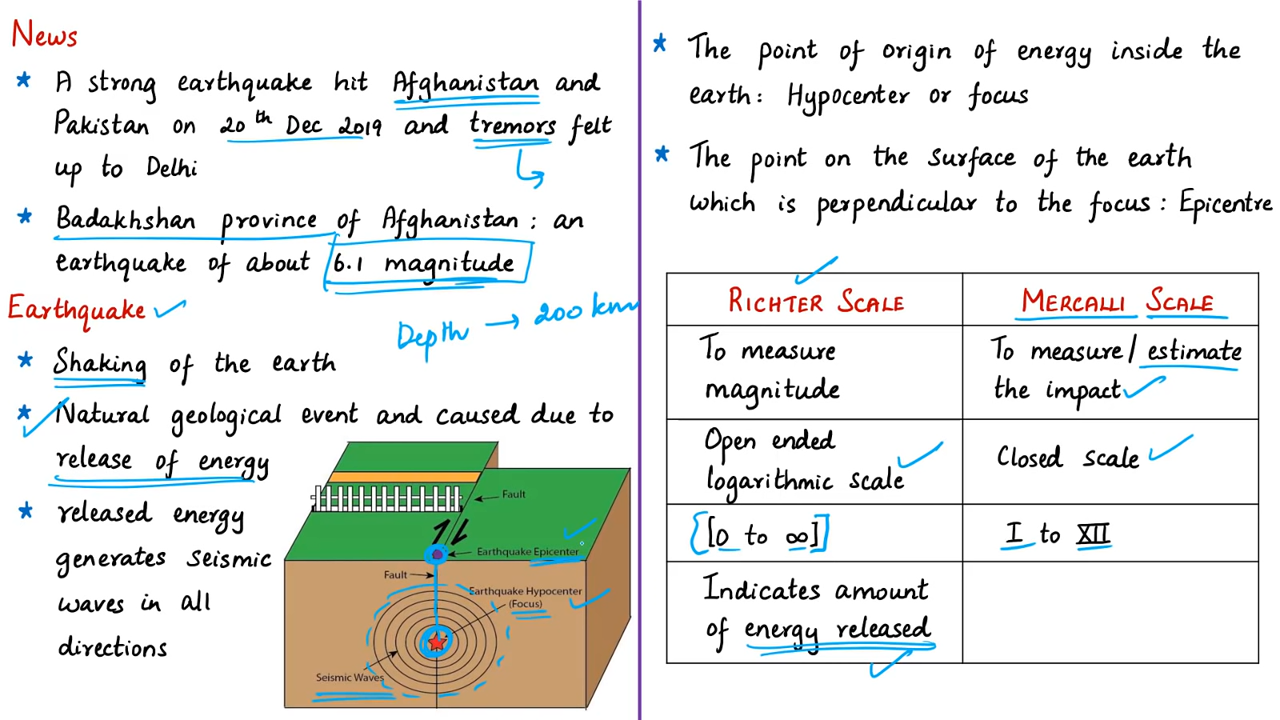 News
* A strong earthquake hit Afghanistan and
Pakistan on 20th Dec 2019 and tremors felt
up to Delhi
* Badakhshan province of Afghanistan: an
earthquake of about 6.1 magnitude
Depth → 200 km
Earthquake
* Shaking of the earth
* Natural geological event and caused due to
release of energy
* released energy
generates seismic
waves in all
directions
Fault
Earthquake Epicenter
Fault
Earthquake Hypocenter
(Focus)
Seismic Waves
* The point of origin of energy inside the
earth: Hypocenter or focus
* The point on the surface of the earth
which is perpendicular to the focus: Epicentre
RICHTER SCALE
MERCALLI SCALE
To measure
magnitude
To measure/estimate
the impact
Open ended
logarithmic scale
Closed scale
[0 to ∞]
I to XII
Indicates amount
of energy released